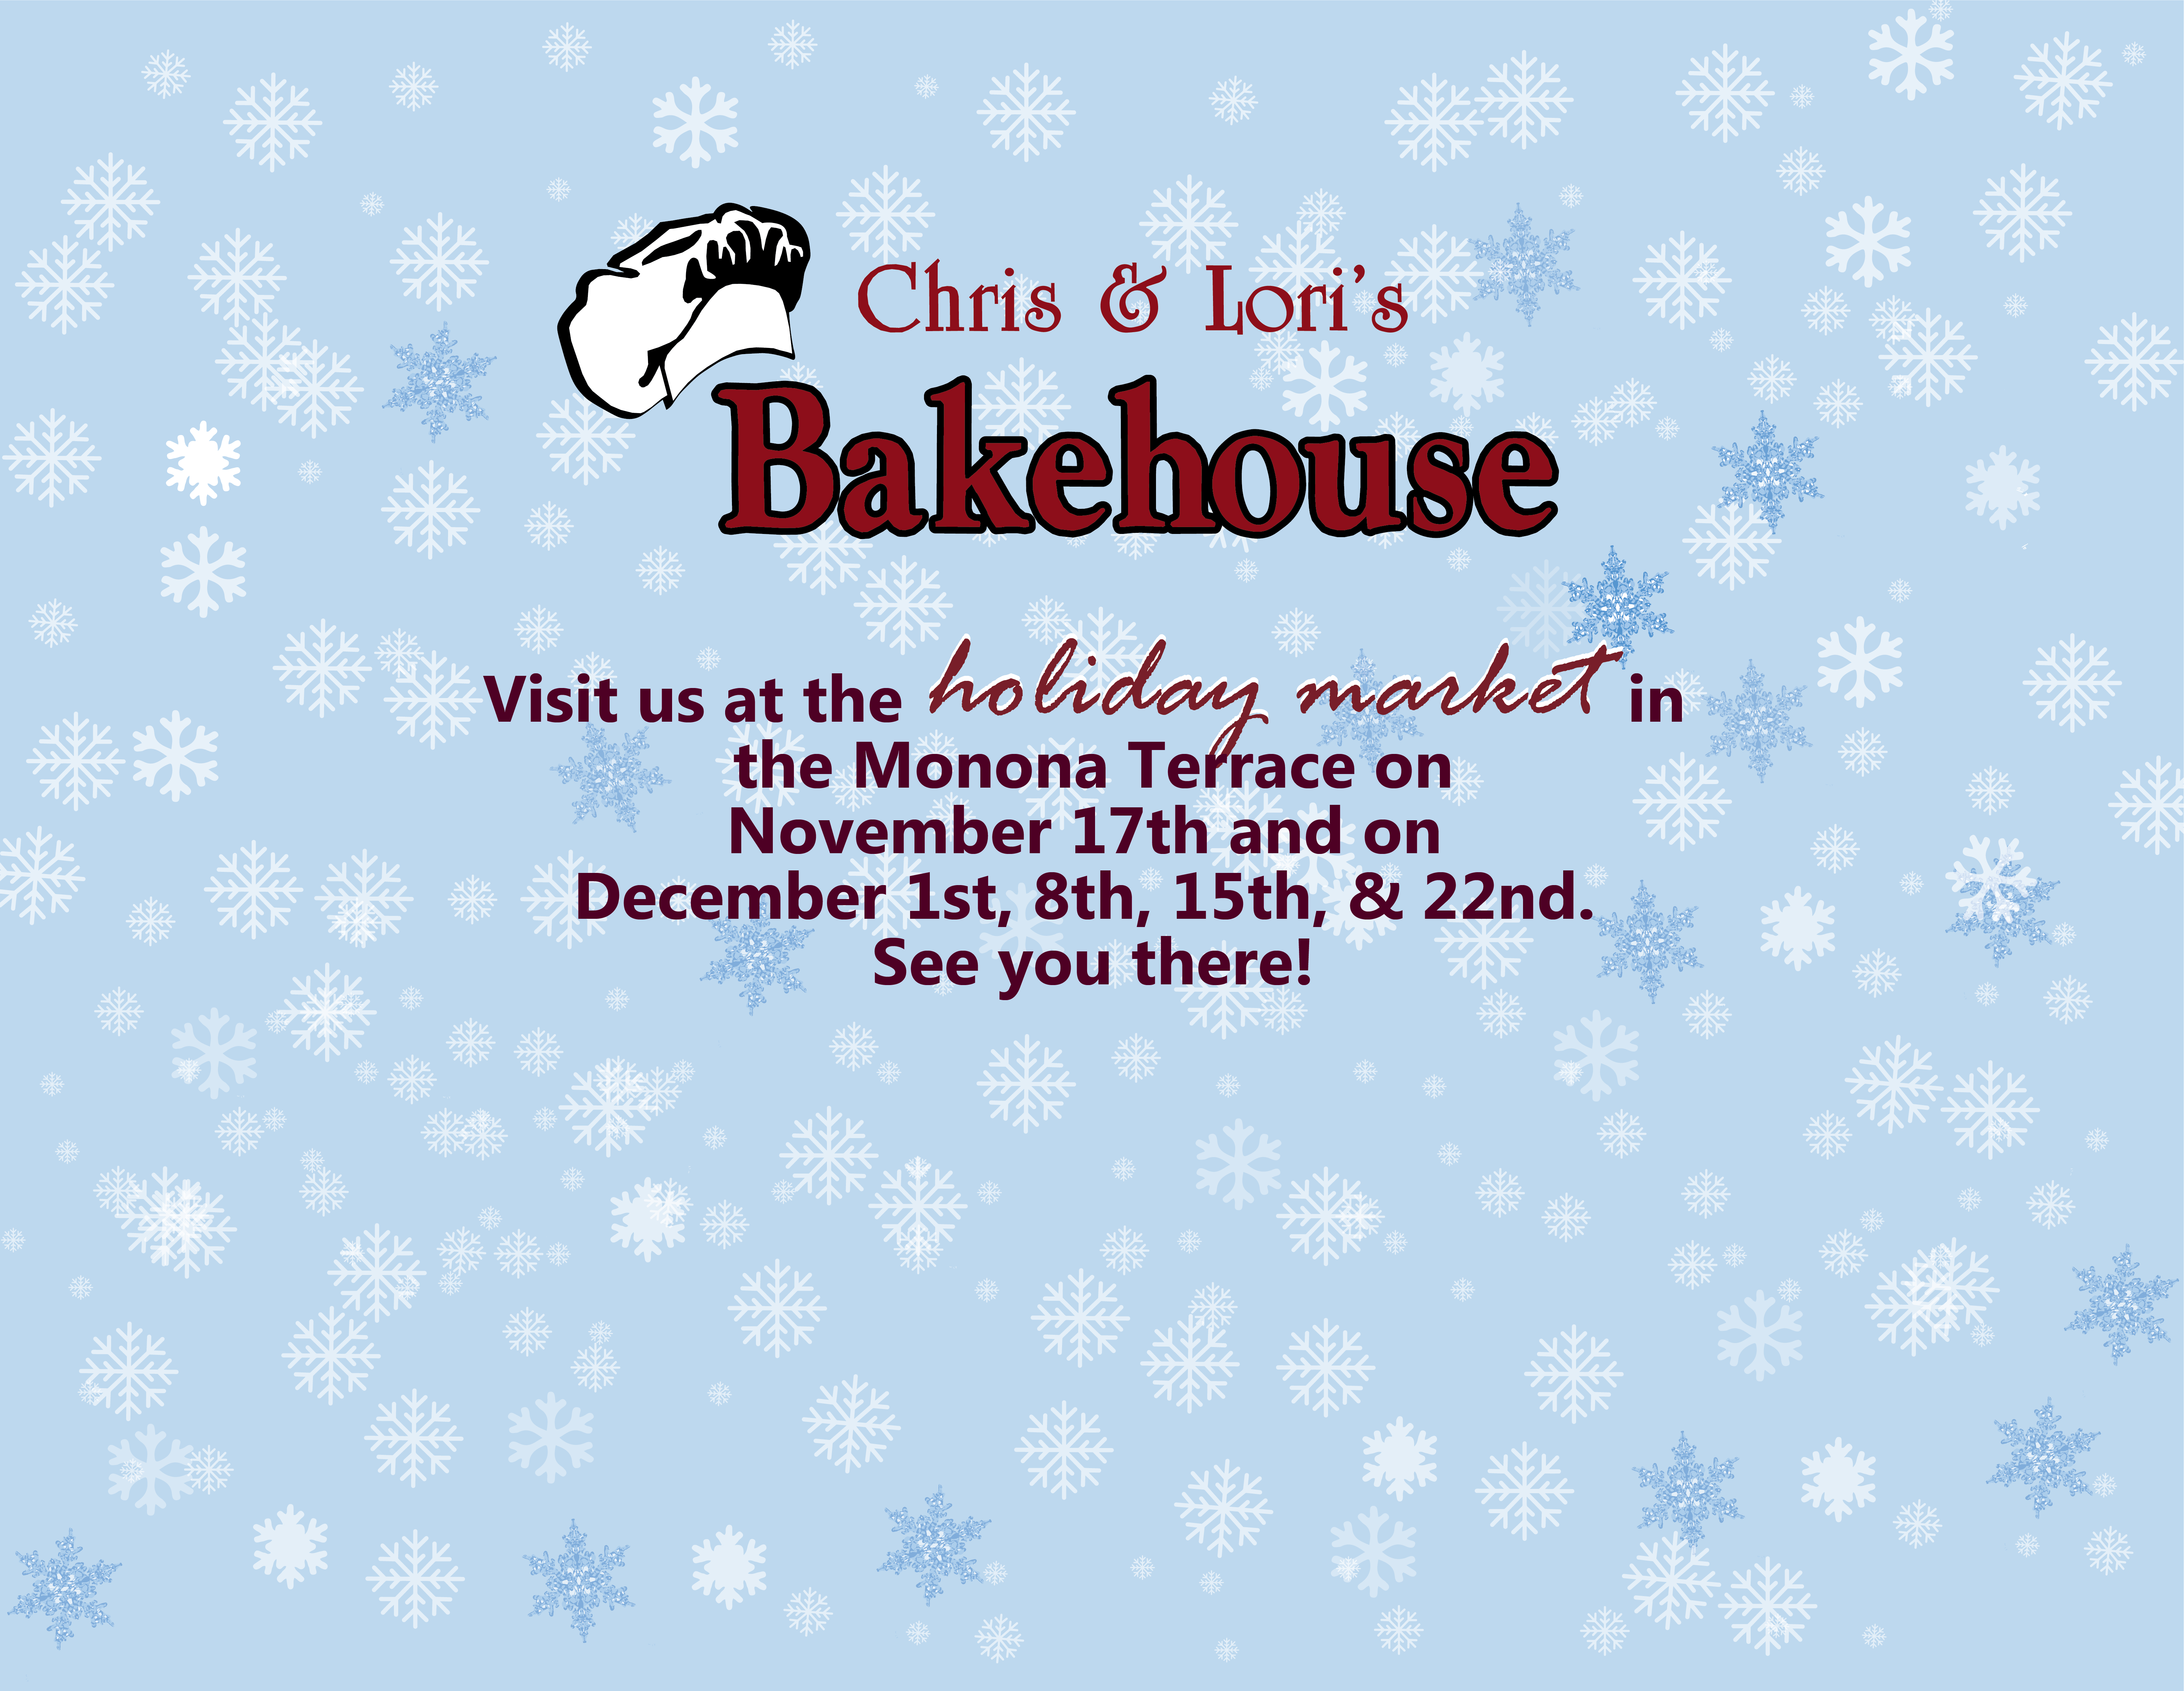 Chris & Lori's
Bakehouse
Visit us at the holiday market in
the Monona Terrace on
November 17th and on
December 1st, 8th, 15th, & 22nd.
See you there!